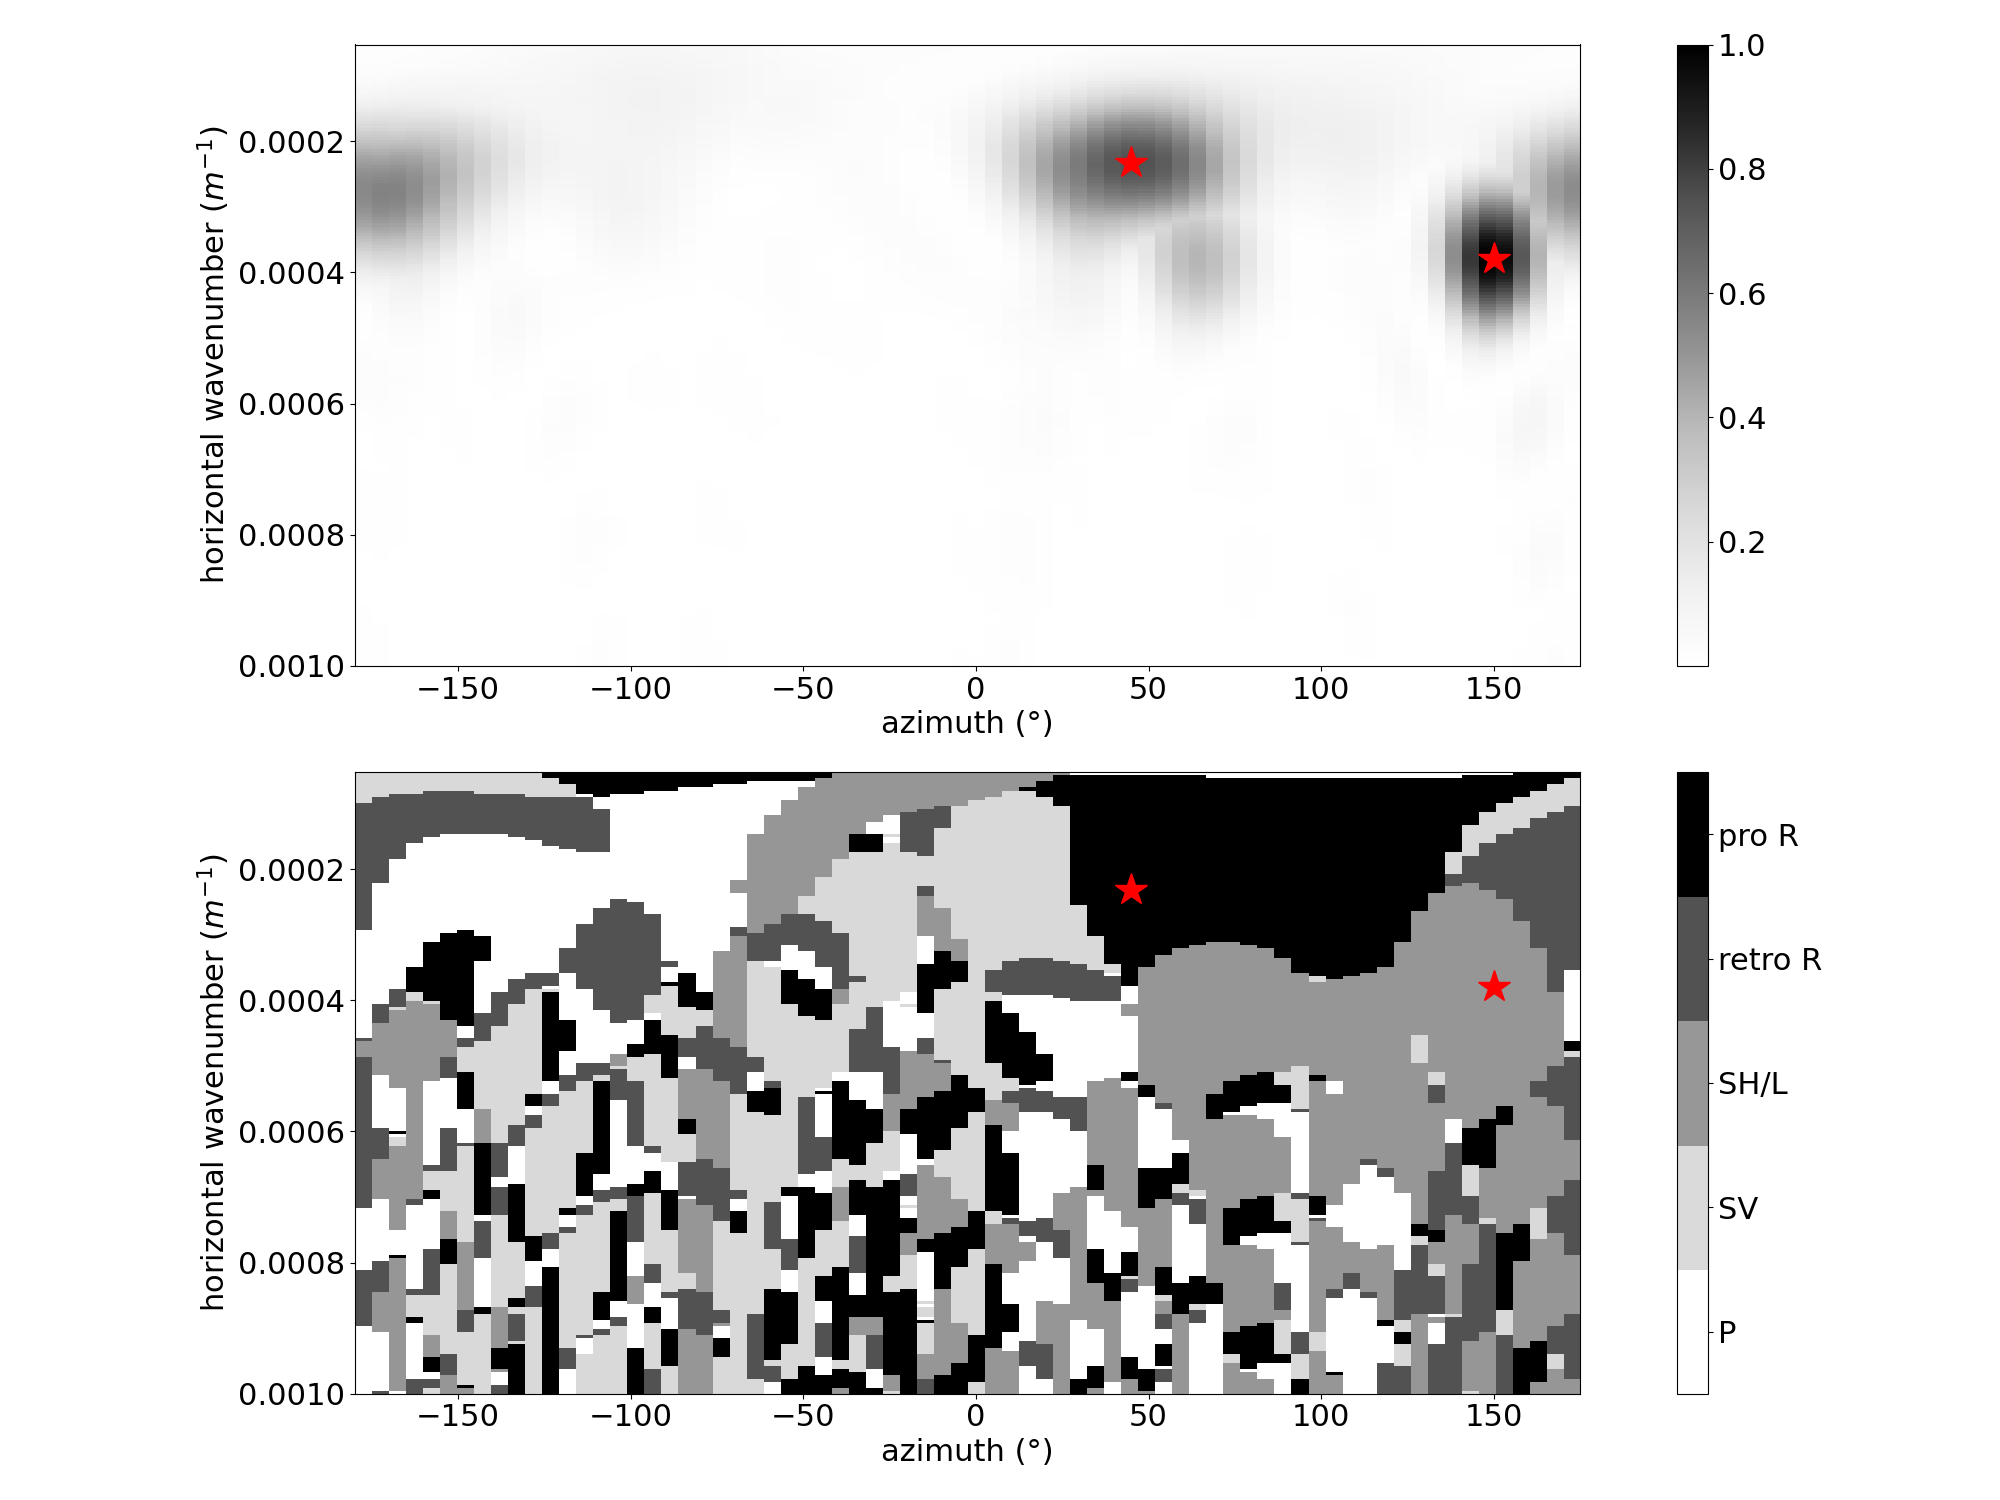 horizontal wavenumber (m⁻¹)
0.0002
0.0004
0.0006
0.0008
0.0010
−150 −100 −50 0 50 100 150
azimuth (°)
1.0
0.8
0.6
0.4
0.2
horizontal wavenumber (m⁻¹)
0.0002
0.0004
0.0006
0.0008
0.0010
−150 −100 −50 0 50 100 150
azimuth (°)
pro R
retro R
SH/L
SV
P